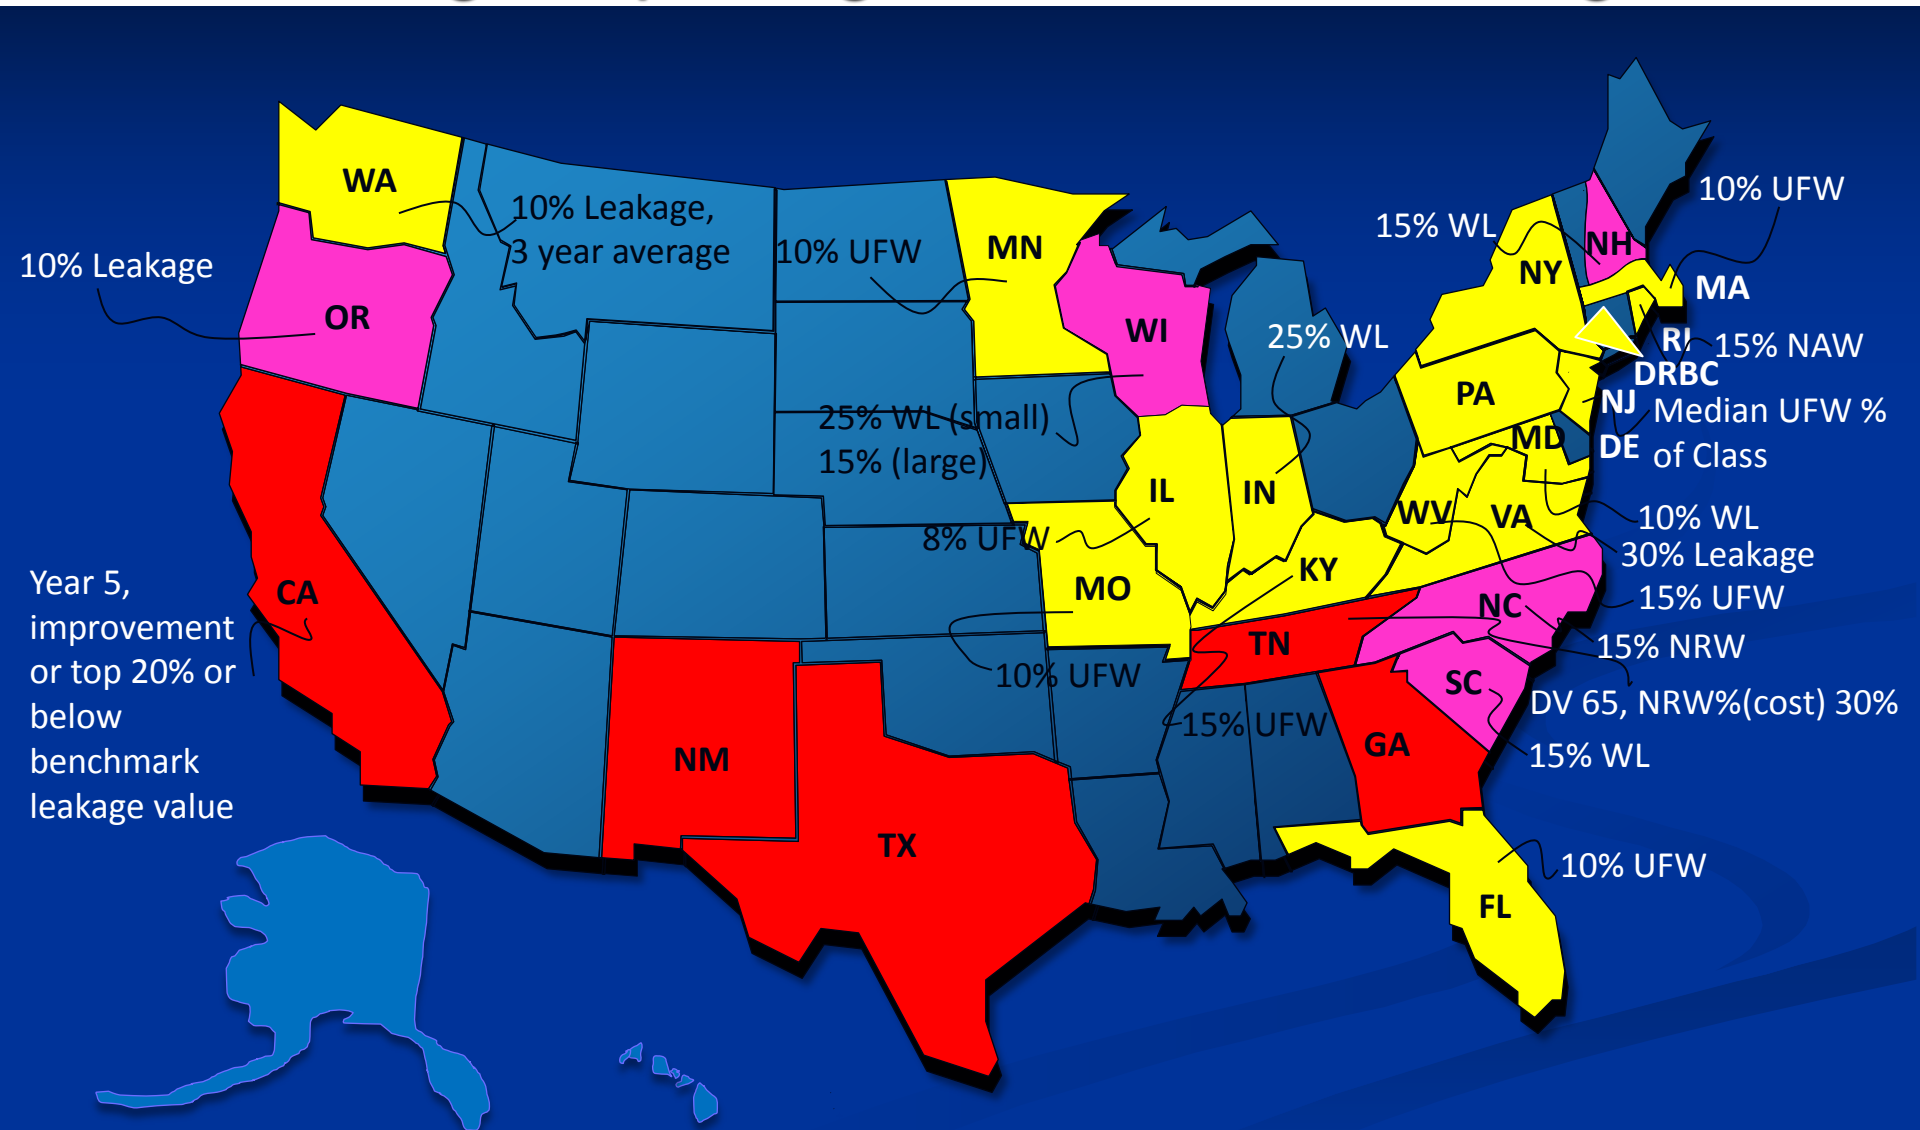 WA
10% Leakage,
3 year average
10% Leakage
OR
10% UFW
MN
WI
25% WL (small)
15% (large)
25% WL
15% WL
NH
NY
10% UFW
MA
RI
15% NAW
DRBC
PA
NJ
Median UFW %
of Class
MD
DE
IL
IN
8% UFW
WV
VA
10% WL
30% Leakage
15% UFW
KY
MO
CA
Year 5,
improvement
or top 20% or
below
benchmark
leakage value
NC
15% NRW
TN
10% UFW
SC
DV 65, NRW%(cost) 30%
15% UFW
15% WL
NM
GA
TX
10% UFW
FL